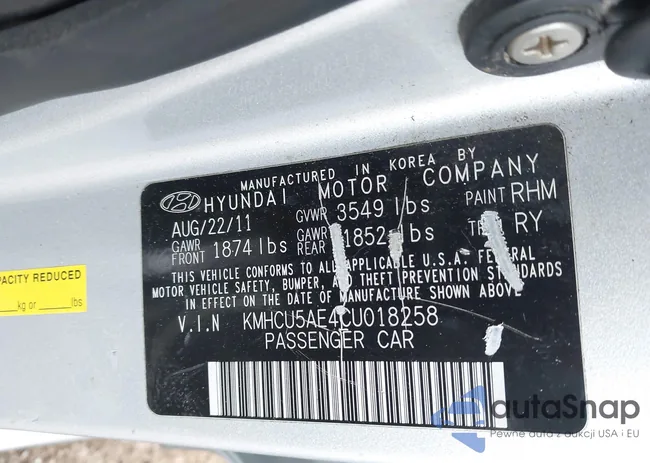 MANUFACTURED IN KOREA BY
HYUNDAI MOTOR COMPANY
AUG/22/11 GVWR 3549 lbs PAINT RHM
GAWR FRONT 1874 lbs GAWR REAR 1852 lbs RY
THIS VEHICLE CONFORMS TO ALL APPLICABLE U.S.A. FEDERAL
MOTOR VEHICLE SAFETY, BUMPER, AND THEFT PREVENTION STANDARDS
IN EFFECT ON THE DATE OF MANUFACTURE SHOWN ABOVE
V.I.N KMHCU5AE4CU018258
PASSENGER CAR
APACITY REDUCED
kg or lbs
autaSnap
Pewne auta z aukcji USA i EU